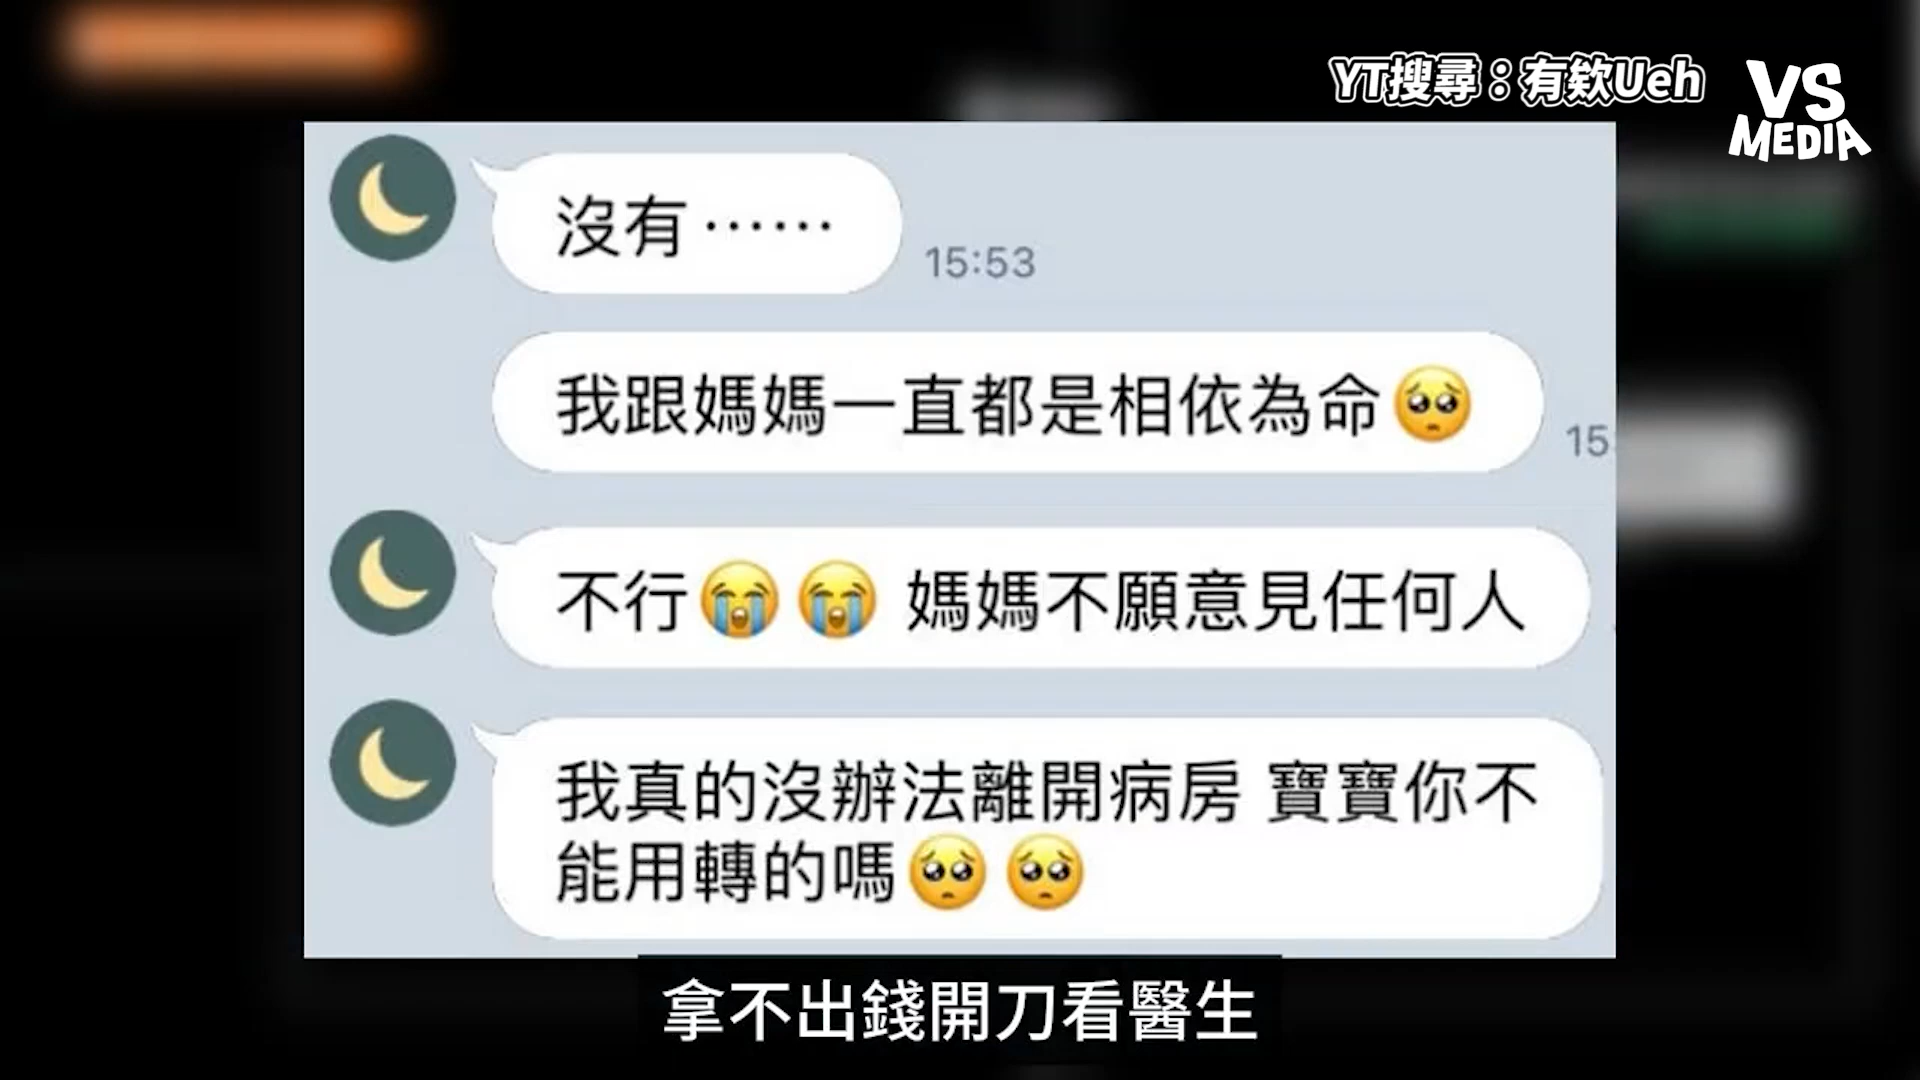 YT搜尋：有欸Ueh
VS
MEDIA
沒有⋯⋯
15:53
我跟媽媽一直都是相依為命🥺
15
不行😭😭 媽媽不願意見任何人
我真的沒辦法離開病房 寶寶你不
能用轉的嗎🥺🥺
拿不出錢開刀看醫生